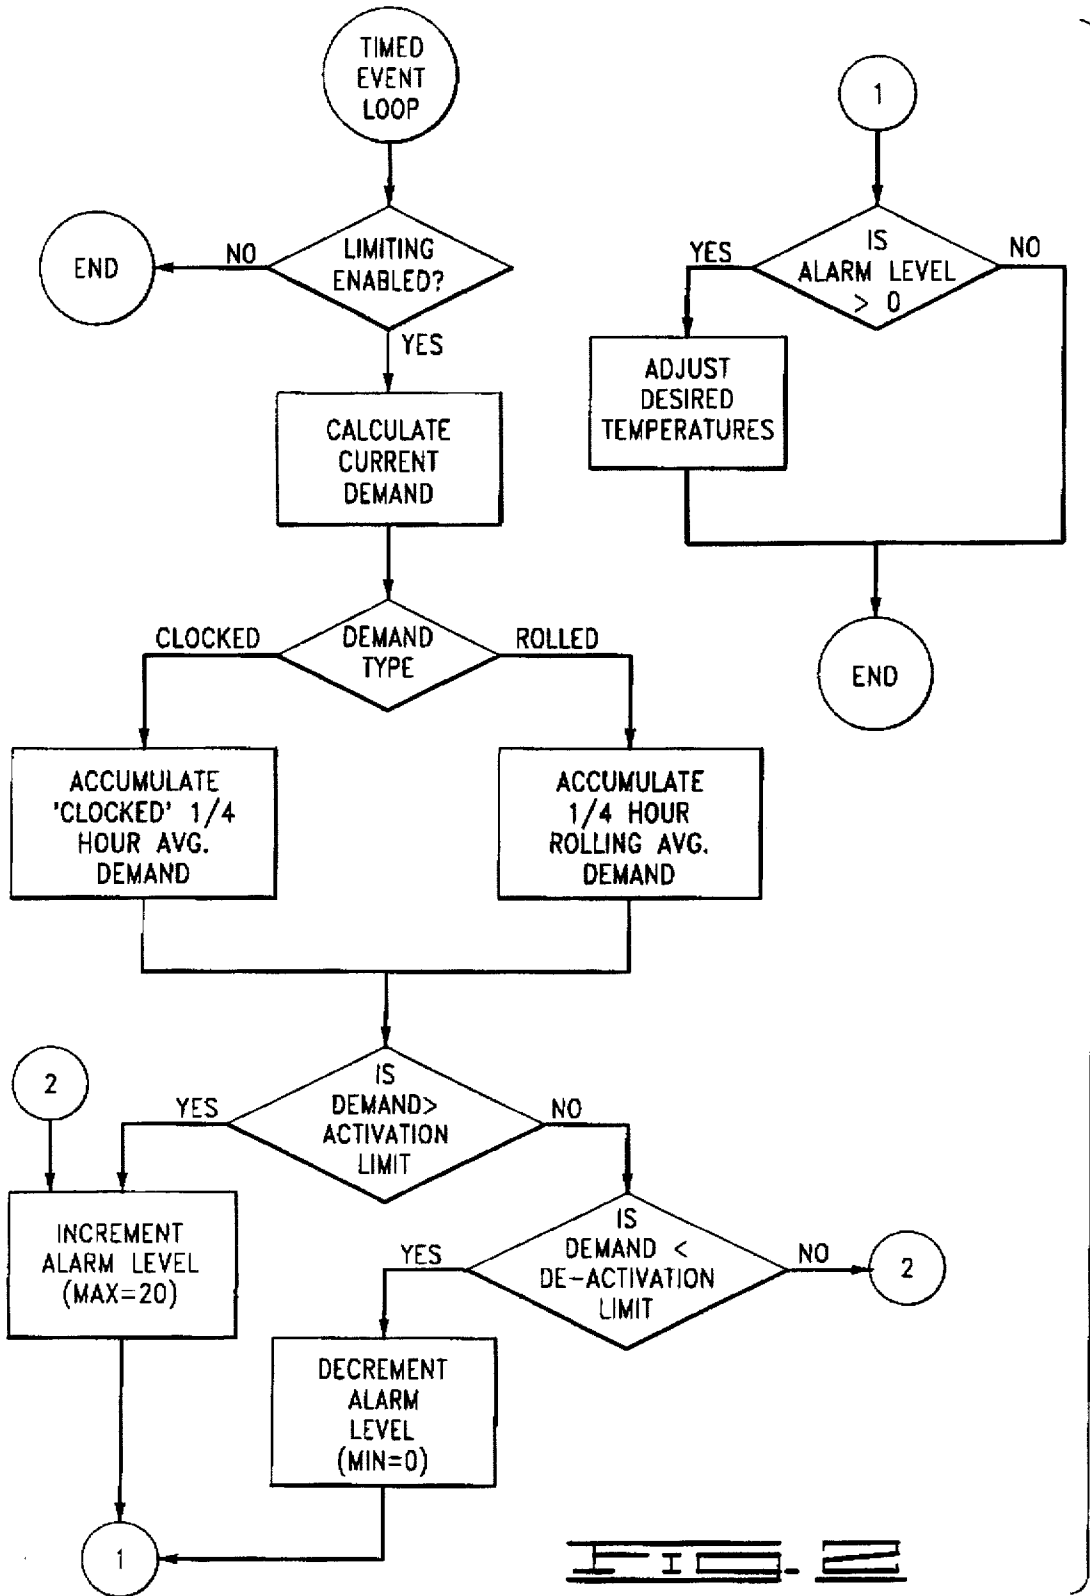 TIMED
EVENT
LOOP
LIMITING
ENABLED?
NO
END
YES
CALCULATE
CURRENT
DEMAND
DEMAND
TYPE
CLOCKED
ROLLED
ACCUMULATE
'CLOCKED' 1/4
HOUR AVG.
DEMAND
ACCUMULATE
1/4 HOUR
ROLLING AVG.
DEMAND
IS
DEMAND>
ACTIVATION
LIMIT
YES
NO
2
INCREMENT
ALARM LEVEL
(MAX=20)
IS
DEMAND <
DE-ACTIVATION
LIMIT
YES
NO
2
DECREMENT
ALARM
LEVEL
(MIN=0)
1
1
IS
ALARM LEVEL
> 0
YES
NO
ADJUST
DESIRED
TEMPERATURES
END
FIG. 2